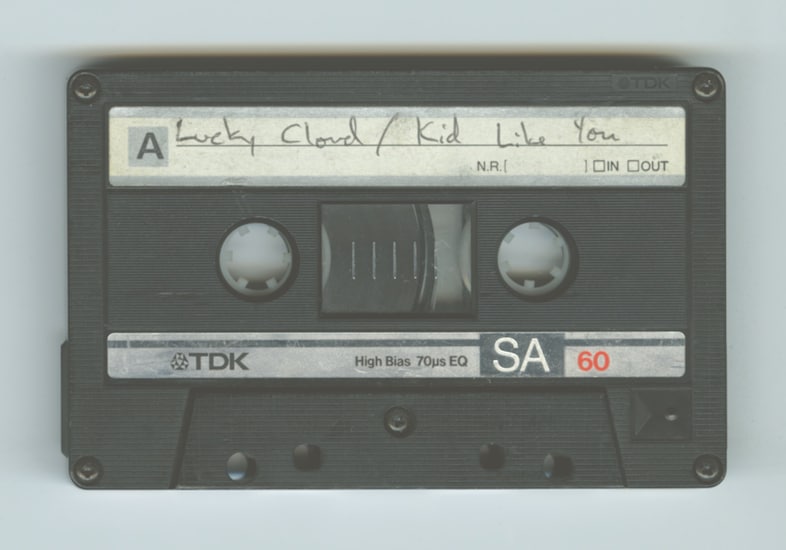 TDK
A Lucky Cloud / Kid Like You
N.R.[ ] IN OUT
TDK High Bias 70µs EQ SA 60